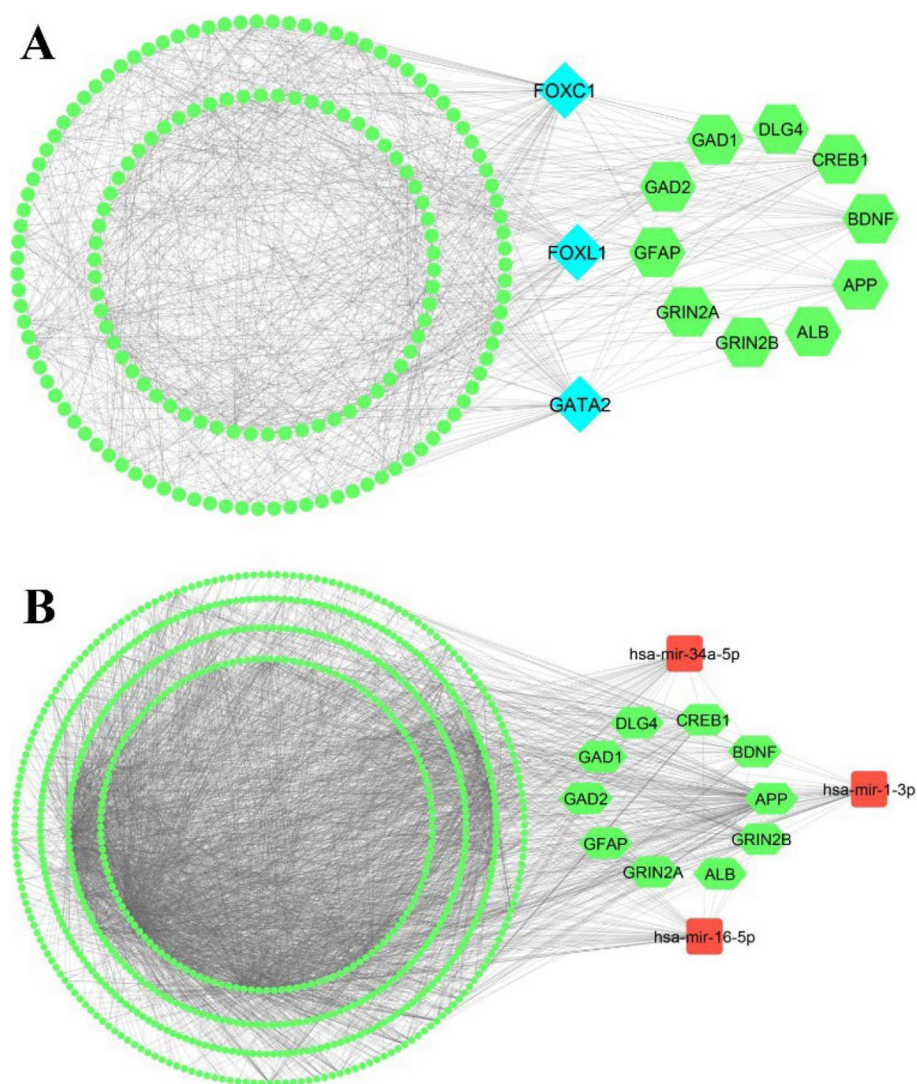 A
FOXC1
DLG4
GAD1
CREB1
GAD2
BDNF
FOXL1
GFAP
APP
GRIN2A
ALB
GRIN2B
GATA2
B
hsa-mir-34a-5p
DLG4
CREB1
GAD1
BDNF
hsa-mir-1-3p
GAD2
APP
GFAP
GRIN2B
GRIN2A
ALB
hsa-mir-16-5p